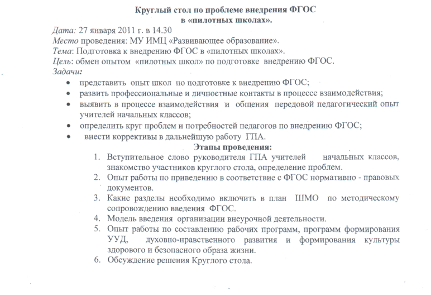 Круглый стол по проблеме внедрения ФГОС
в «пилотных школах».
Дата: 27 января 2011 г. в 14.30
Место проведения: МУ ИМЦ «Развивающее образование».
Тема: Подготовка к внедрению ФГОС в «пилотных школах».
Цель: обмен опытом «пилотных школ» по подготовке внедрению ФГОС.
Задачи:
• представить опыт школ по подготовке к внедрению ФГОС;
• развить профессиональные и личностные контакты в процессе взаимодействия;
• выявить в процессе взаимодействия и общения передовой педагогический опыт
учителей начальных классов;
• определить круг проблем и потребностей педагогов по внедрению ФГОС;
• внести коррективы в дальнейшую работу ГПА.
Этапы проведения:
1. Вступительное слово руководителя ГПА учителей начальных классов,
знакомство участников круглого стола, определение проблем.
2. Опыт работы по приведению в соответствие с ФГОС нормативно - правовых
документов.
3. Какие разделы необходимо включить в план ШМО по методическому
сопровождению введения ФГОС.
4. Модель введения организации внеурочной деятельности.
5. Опыт работы по составлению рабочих программ, программ формирования
УУД, духовно-нравственного развития и формирования культуры
здорового и безопасного образа жизни.
6. Обсуждение решения Круглого стола.